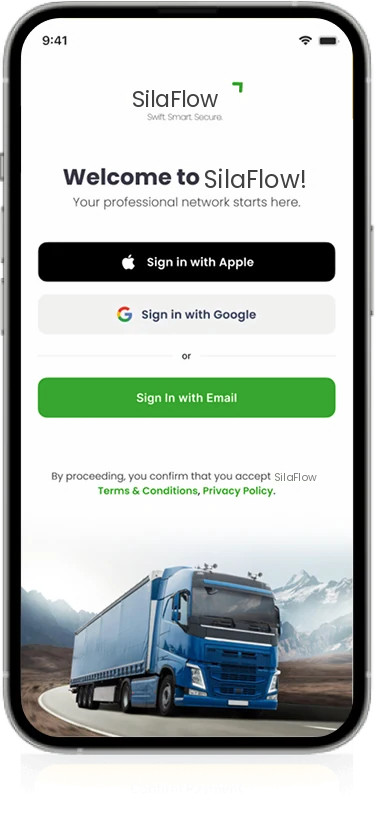 9:41
SilaFlow
Swift. Smart. Secure.
Welcome to SilaFlow!
Your professional network starts here.
Sign in with Apple
Sign in with Google
or
Sign In with Email
By proceeding, you confirm that you accept SilaFlow
Terms & Conditions, Privacy Policy.